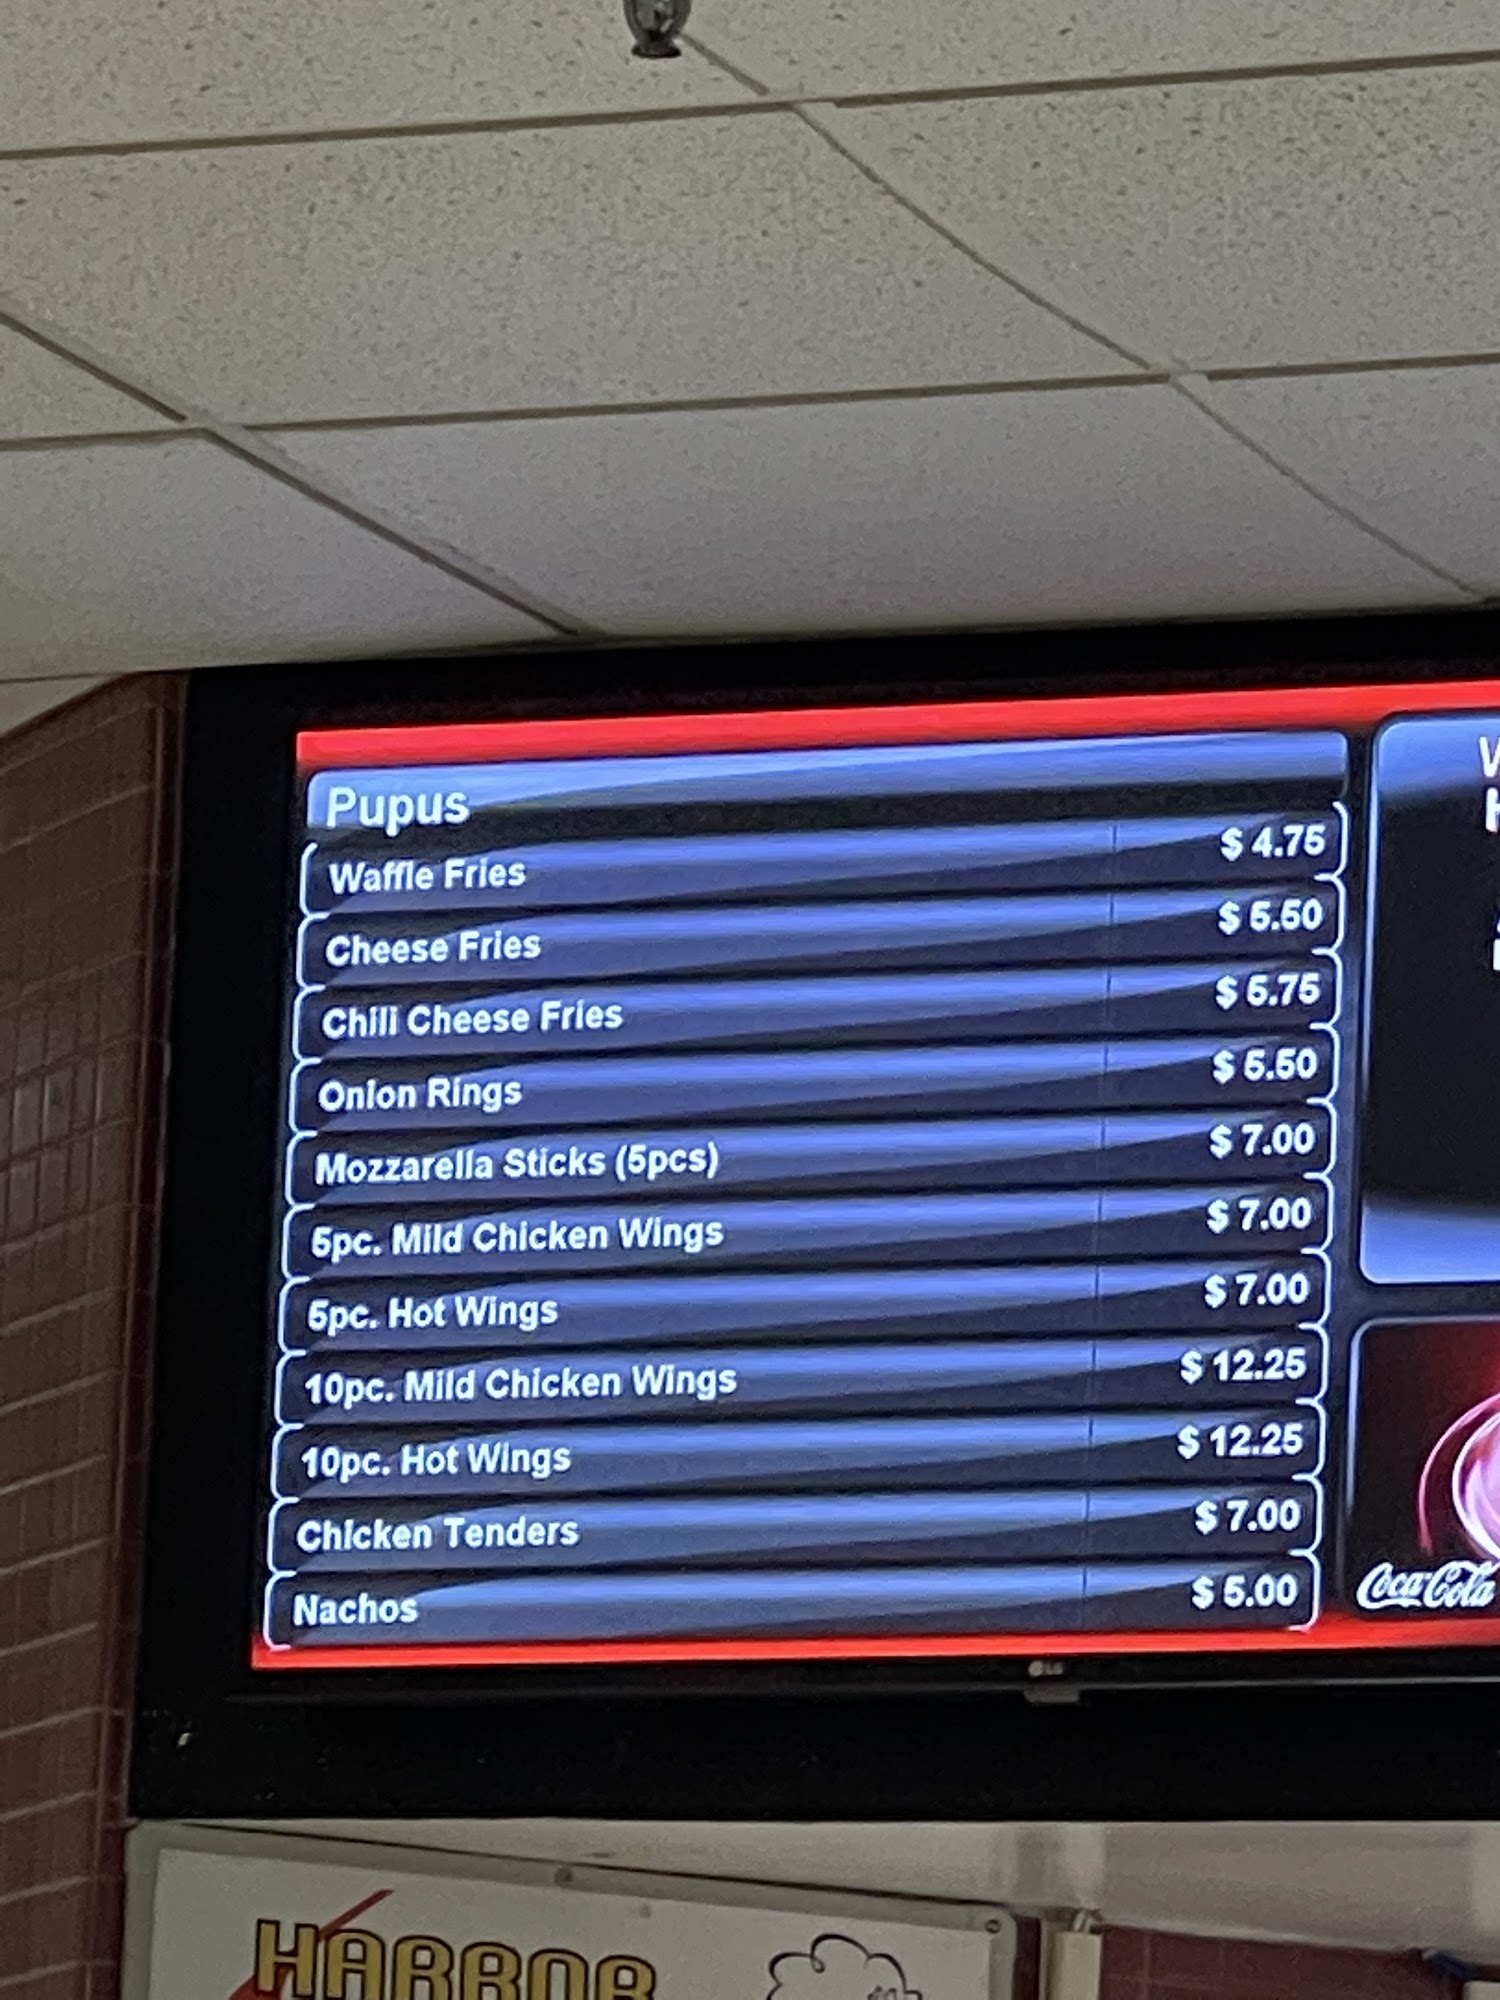 Pupus
Waffle Fries $ 4.75
Cheese Fries $ 5.50
Chili Cheese Fries $ 5.75
Onion Rings $ 5.50
Mozzarella Sticks (5pcs) $ 7.00
5pc. Mild Chicken Wings $ 7.00
5pc. Hot Wings $ 7.00
10pc. Mild Chicken Wings $ 12.25
10pc. Hot Wings $ 12.25
Chicken Tenders $ 7.00
Nachos $ 5.00
Coca-Cola
LG
HARBOR